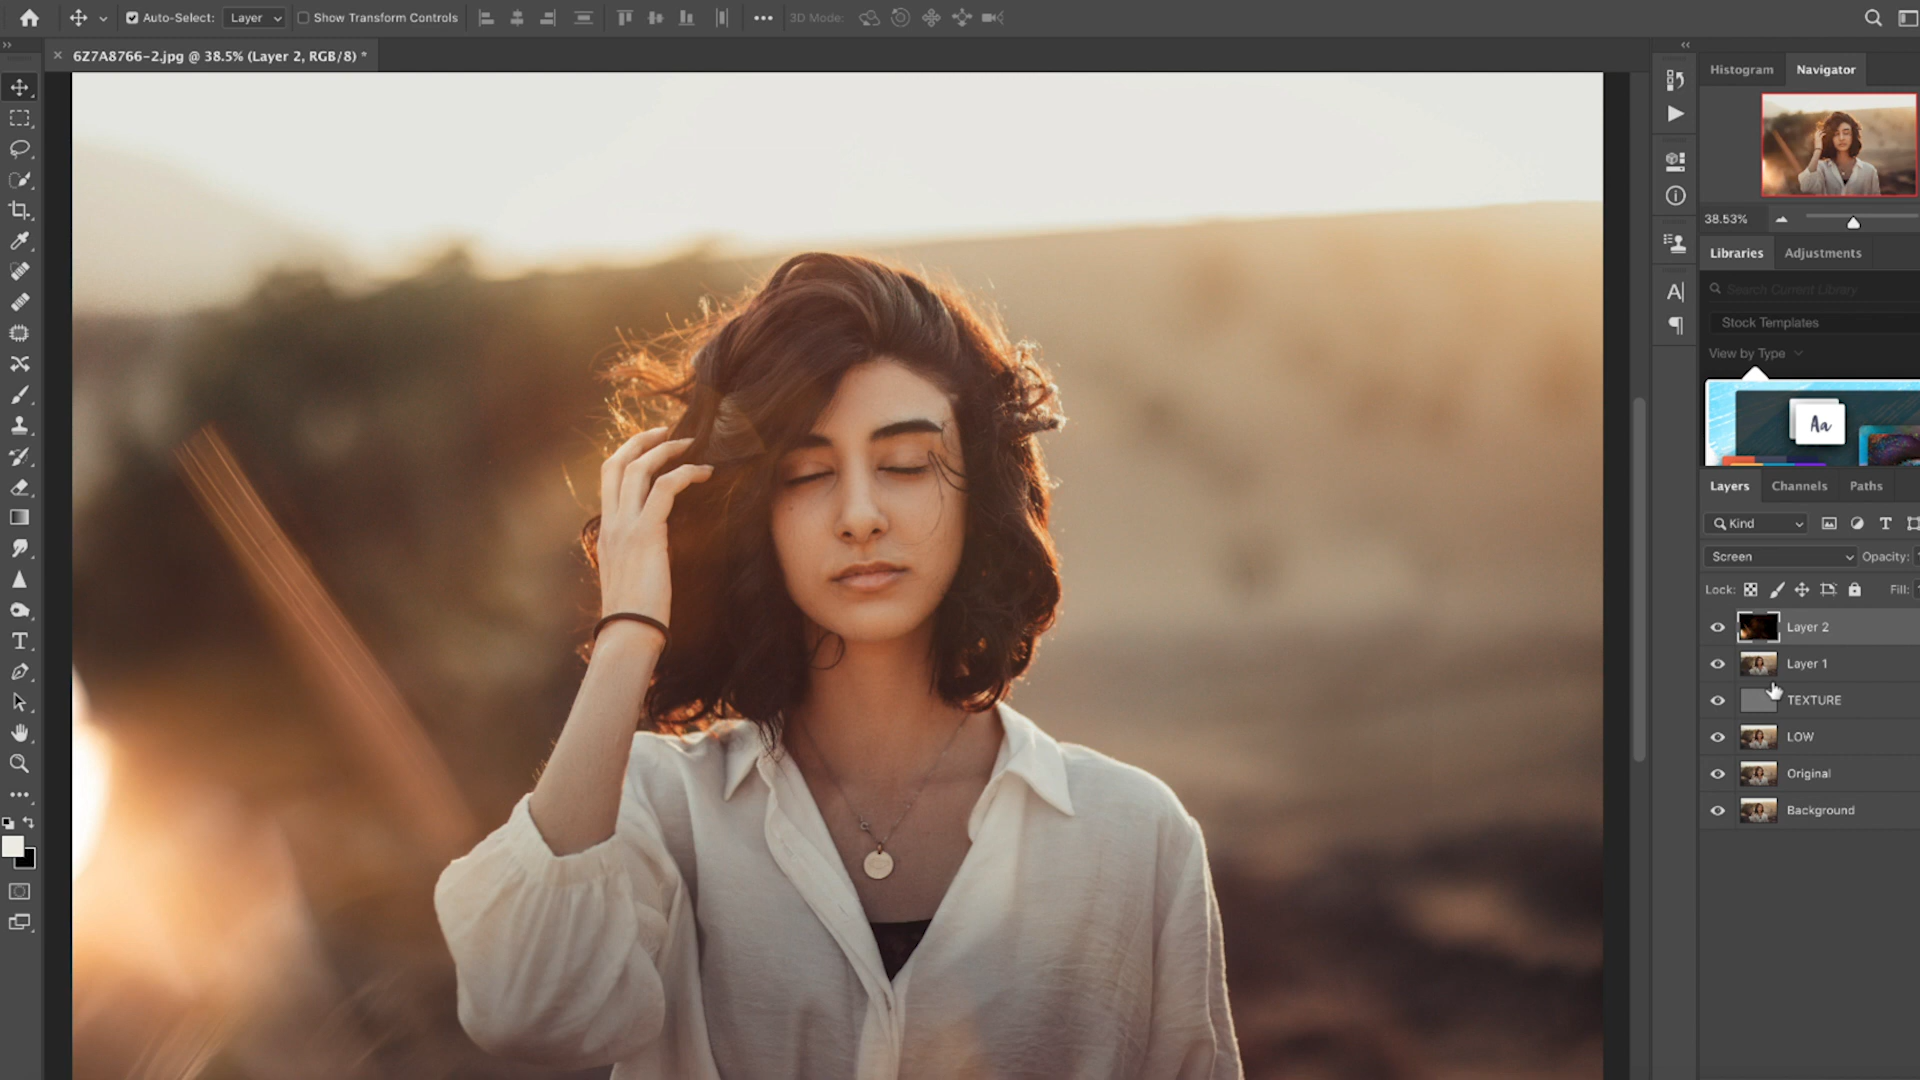 Auto-Select: Layer Show Transform Controls 3D Mode:
6Z7A8766-2.jpg @ 38.5% (Layer 2, RGB/8) *
Histogram Navigator
38.53%
Libraries Adjustments
Search Current Library
Stock Templates
View by Type
Aa
Layers Channels Paths
Kind
Screen Opacity:
Lock: Fill:
Layer 2
Layer 1
TEXTURE
LOW
Original
Background